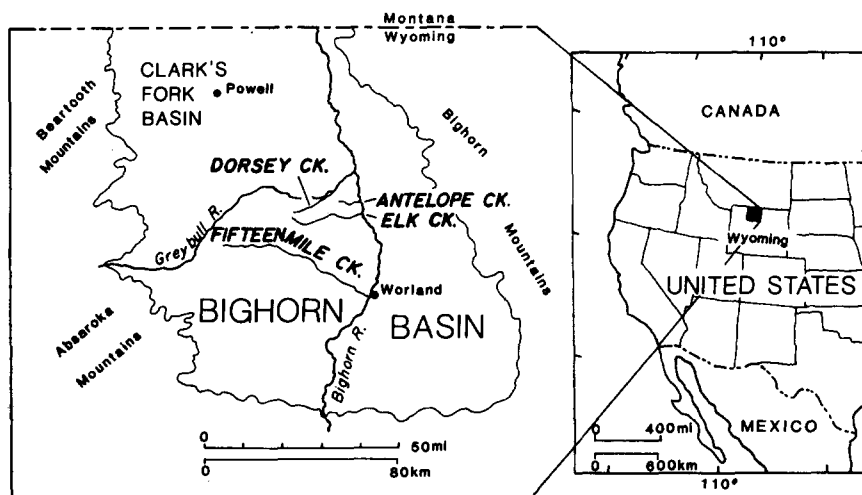 Montana
Wyoming
CLARK'S
FORK
BASIN
Powell
Beartooth
Mountains
Bighorn
Mountains
DORSEY CK.
ANTELOPE CK.
ELK CK.
Greybull R.
FIFTEENMILE CK.
Worland
BIGHORN
BASIN
Absaroka
Mountains
Bighorn R.
0 50mi
0 80km
110°
CANADA
Wyoming
UNITED STATES
MEXICO
0 400mi
0 600km
110°